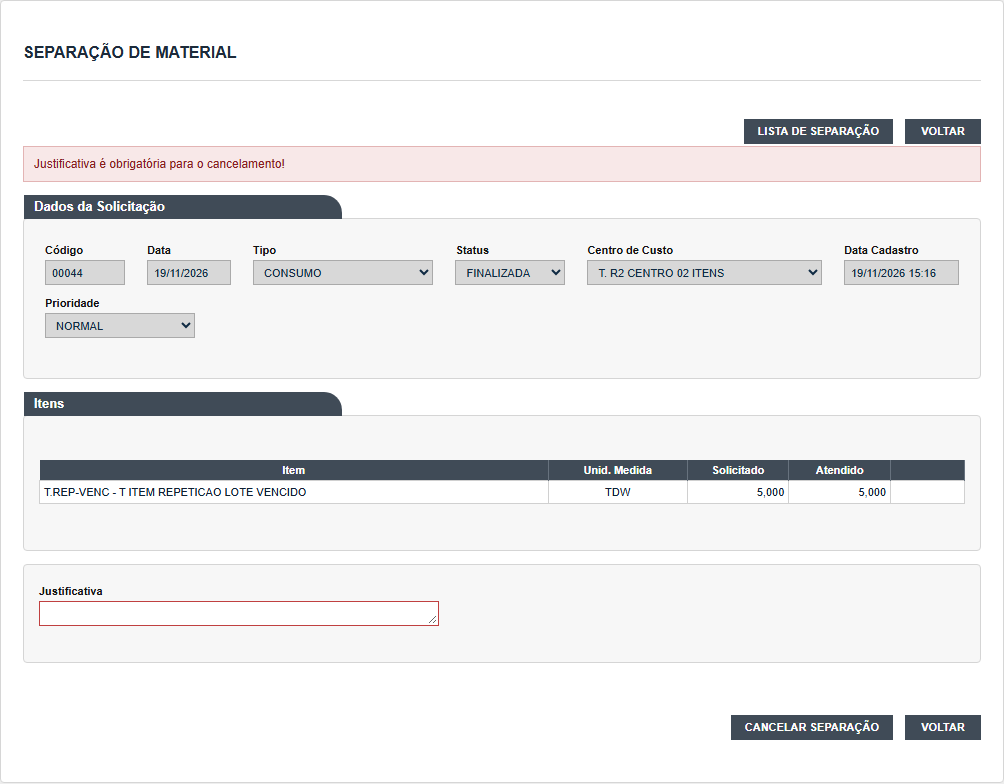 SEPARAÇÃO DE MATERIAL
LISTA DE SEPARAÇÃO VOLTAR
Justificativa é obrigatória para o cancelamento!
Dados da Solicitação
Código Data Tipo Status Centro de Custo Data Cadastro
00044 19/11/2026 CONSUMO FINALIZADA T. R2 CENTRO 02 ITENS 19/11/2026 15:16
Prioridade
NORMAL
Itens
Item Unid. Medida Solicitado Atendido
T.REP-VENC - T ITEM REPETICAO LOTE VENCIDO TDW 5,000 5,000
Justificativa
CANCELAR SEPARAÇÃO VOLTAR